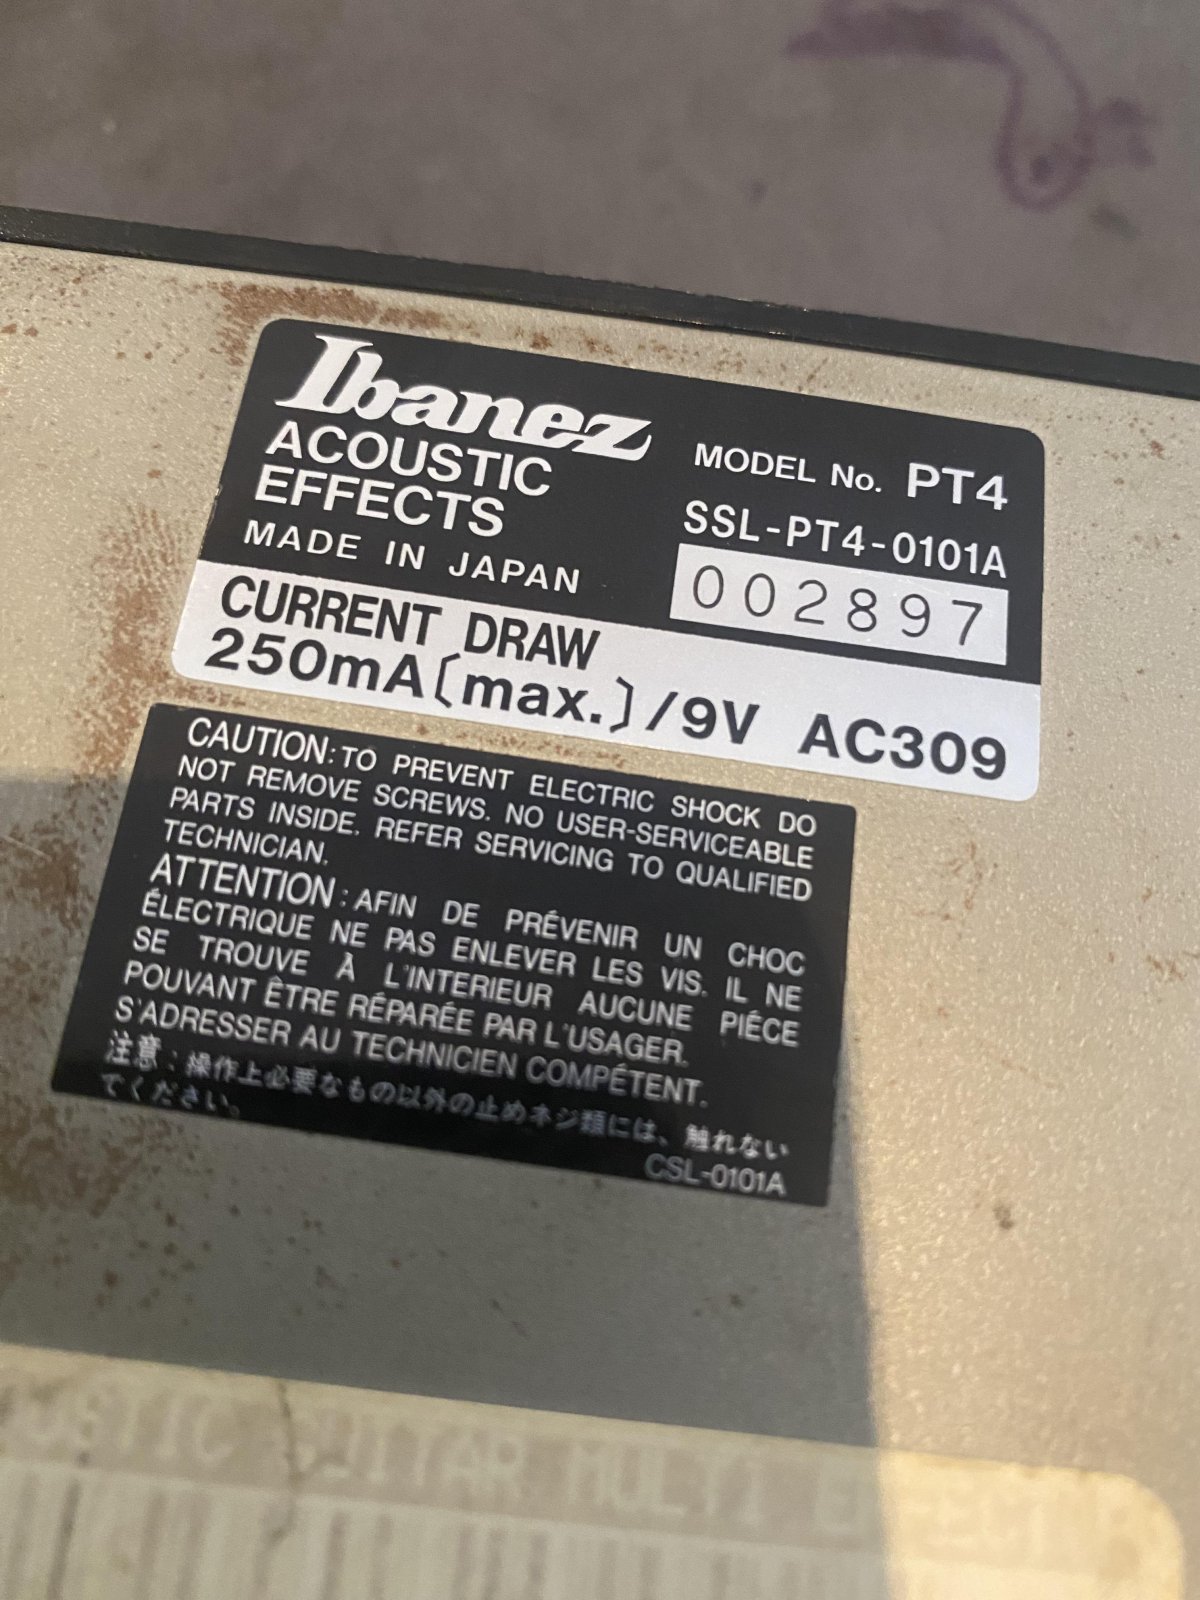 Ibanez
ACOUSTIC
EFFECTS
MADE IN JAPAN
MODEL No. PT4
SSL-PT4-0101A
002897
CURRENT DRAW
250mA(max.)/9V AC309
CAUTION: TO PREVENT ELECTRIC SHOCK DO
NOT REMOVE SCREWS. NO USER-SERVICEABLE
PARTS INSIDE. REFER SERVICING TO QUALIFIED
TECHNICIAN.
ATTENTION: AFIN DE PRÉVENIR UN CHOC
ÉLECTRIQUE NE PAS ENLEVER LES VIS. IL NE
SE TROUVE À L'INTERIEUR AUCUNE PIÉCE
POUVANT ÊTRE RÉPARÉE PAR L'USAGER.
S'ADRESSER AU TECHNICIEN COMPÉTENT.
注意：操作上必要なもの以外の止めネジ類には、触れない
でください。
CSL-0101A
GUITAR MULTI